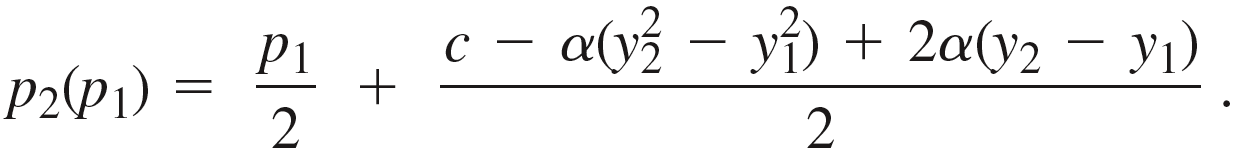 p₂(p₁) = p₁/2 + (c − α(y₂² − y₁²) + 2α(y₂ − y₁))/2 .